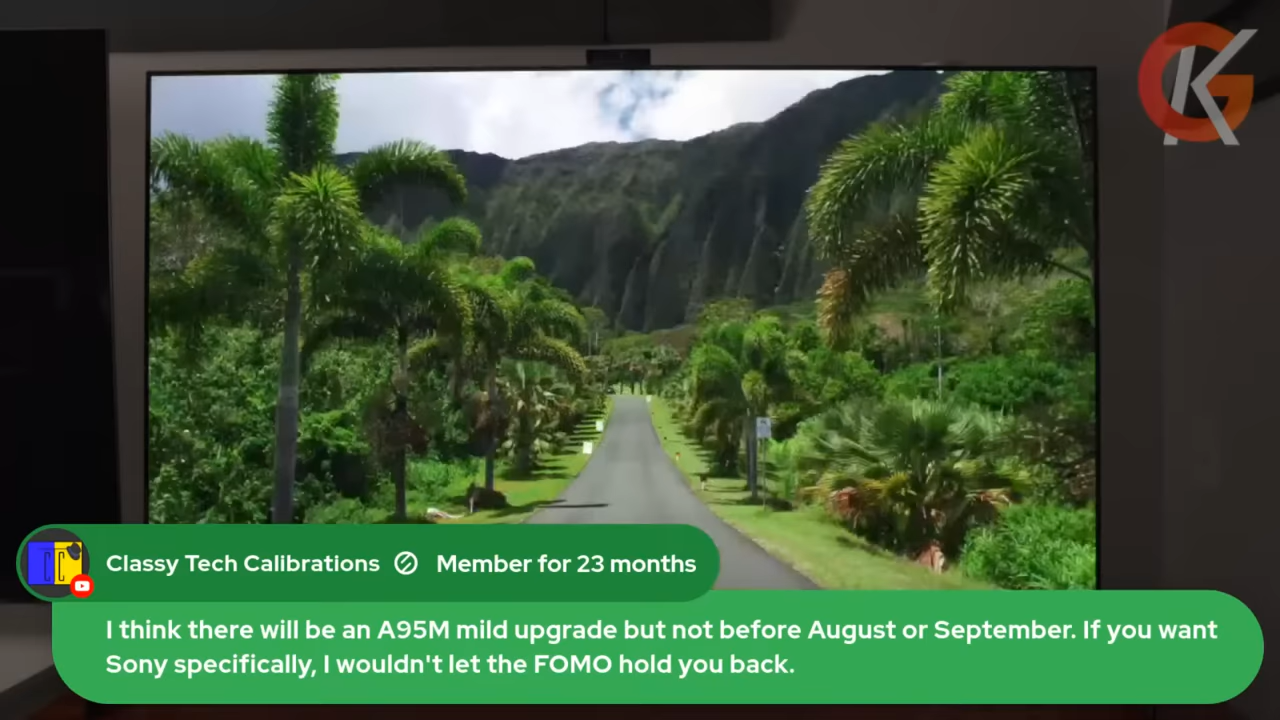 GK
Classy Tech Calibrations Member for 23 months
I think there will be an A95M mild upgrade but not before August or September. If you want
Sony specifically, I wouldn't let the FOMO hold you back.